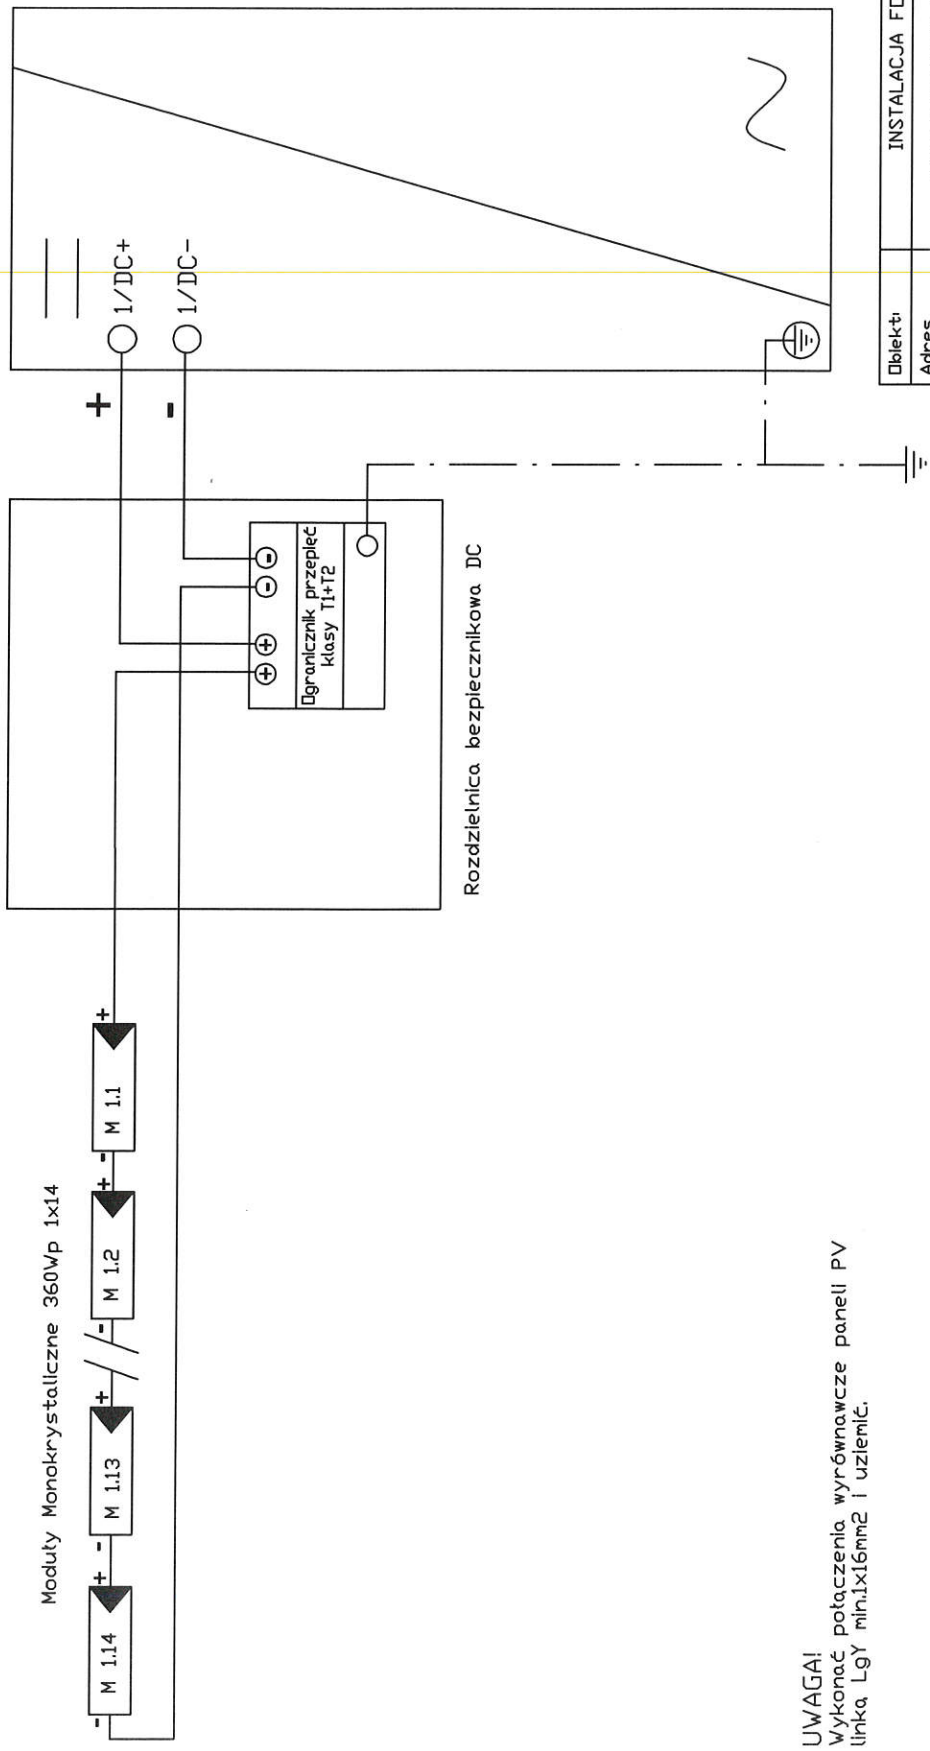 Moduły Monokrystaliczne 360Wp 1x14
- M 1.14 +
- M 1.13 +
- M 1.2 +
- M 1.1 +
+
-
1/DC+
1/DC-
+ + - -
Ogranicznik przepięć
klasy T1+T2
Rozdzielnica bezpiecznikowa DC
UWAGA!
Wykonać połączenia wyrównawcze paneli PV
linką LgY min.1x16mm2 i uziemić.
Obiekt:
INSTALACJA
Adres